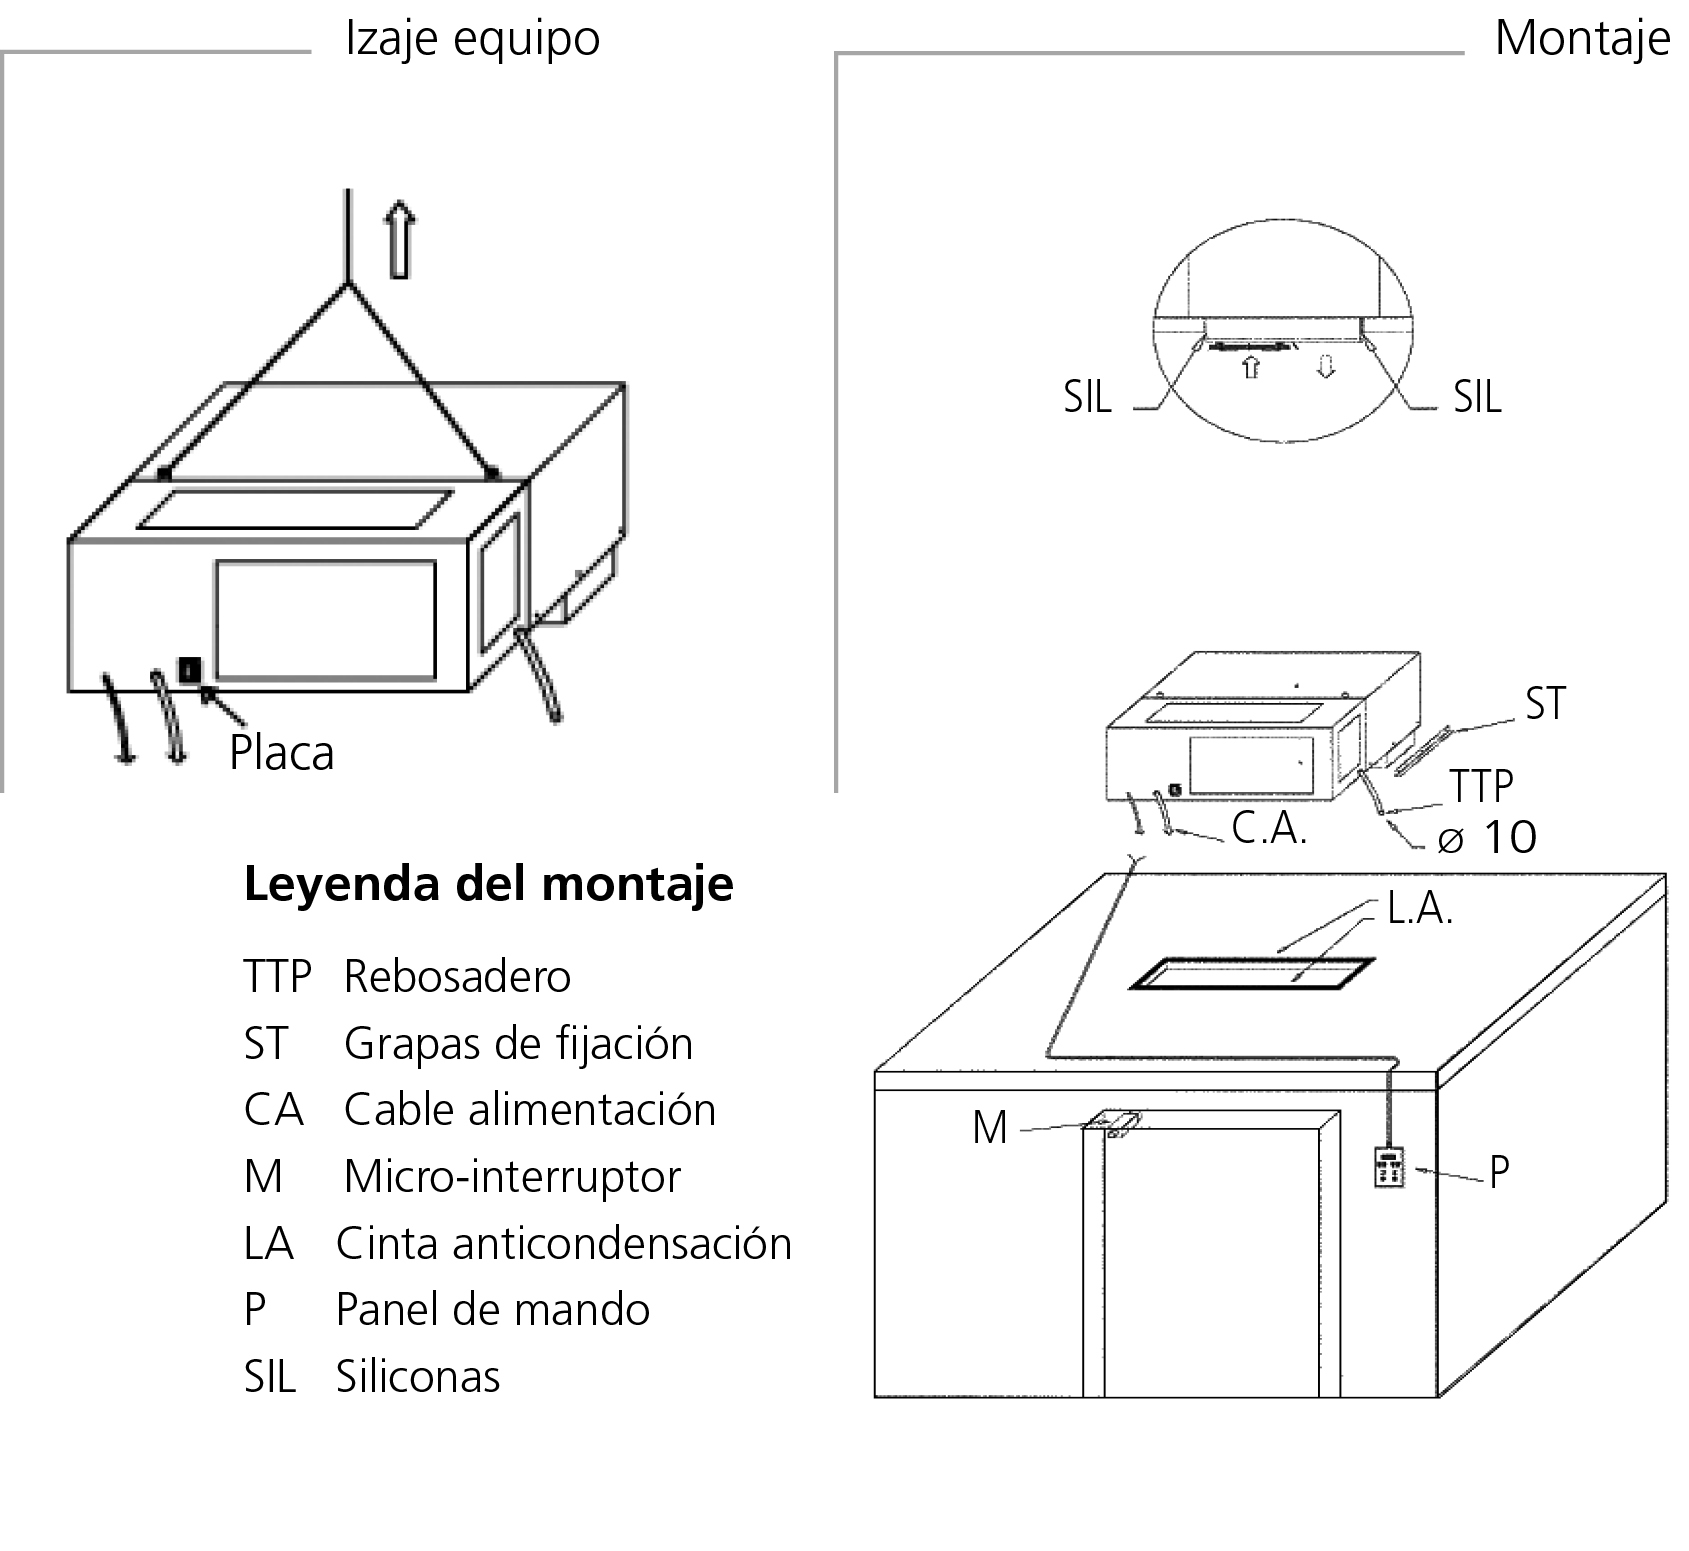 Izaje equipo
Montaje
SIL
SIL
Placa
ST
TTP
C.A.
ø 10
L.A.
M
P
Leyenda del montaje
TTP Rebosadero
ST Grapas de fijación
CA Cable alimentación
M Micro-interruptor
LA Cinta anticondensación
P Panel de mando
SIL Siliconas